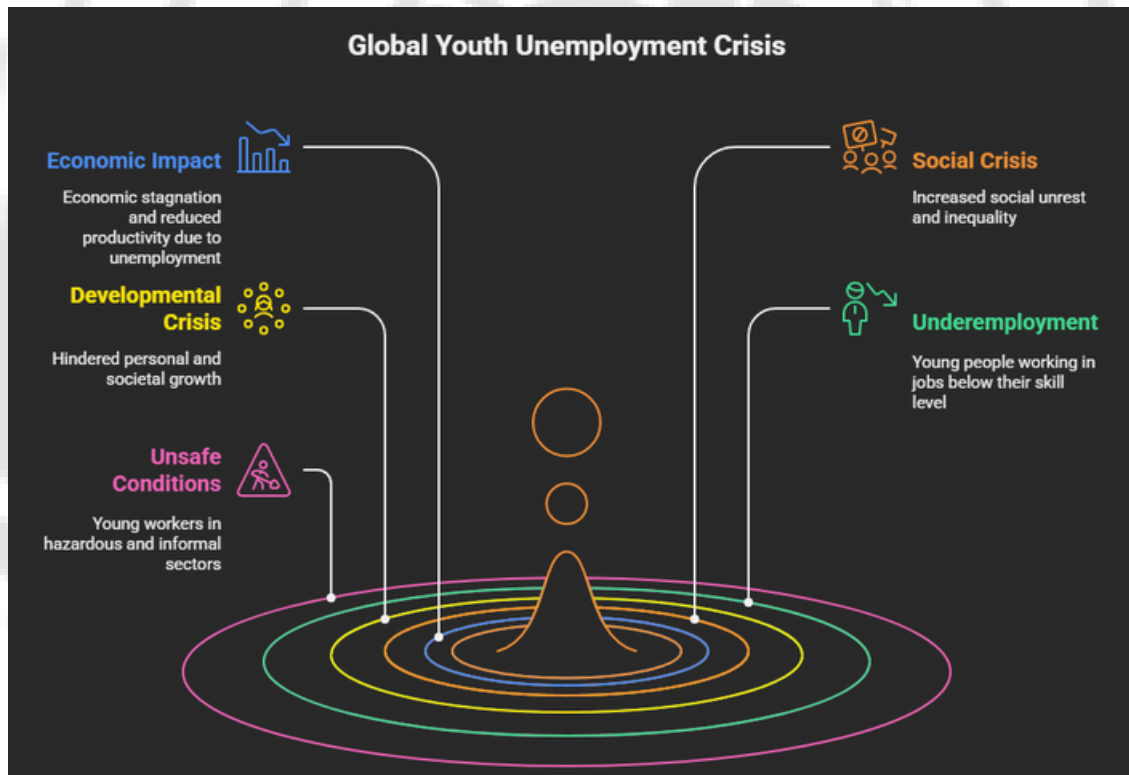 Global Youth Unemployment Crisis
Economic Impact
Economic stagnation
and reduced
productivity due to
unemployment
Developmental
Crisis
Hindered personal and
societal growth
Unsafe
Conditions
Young workers in
hazardous and informal
sectors
Social Crisis
Increased social unrest
and inequality
Underemployment
Young people working in
jobs below their skill
level